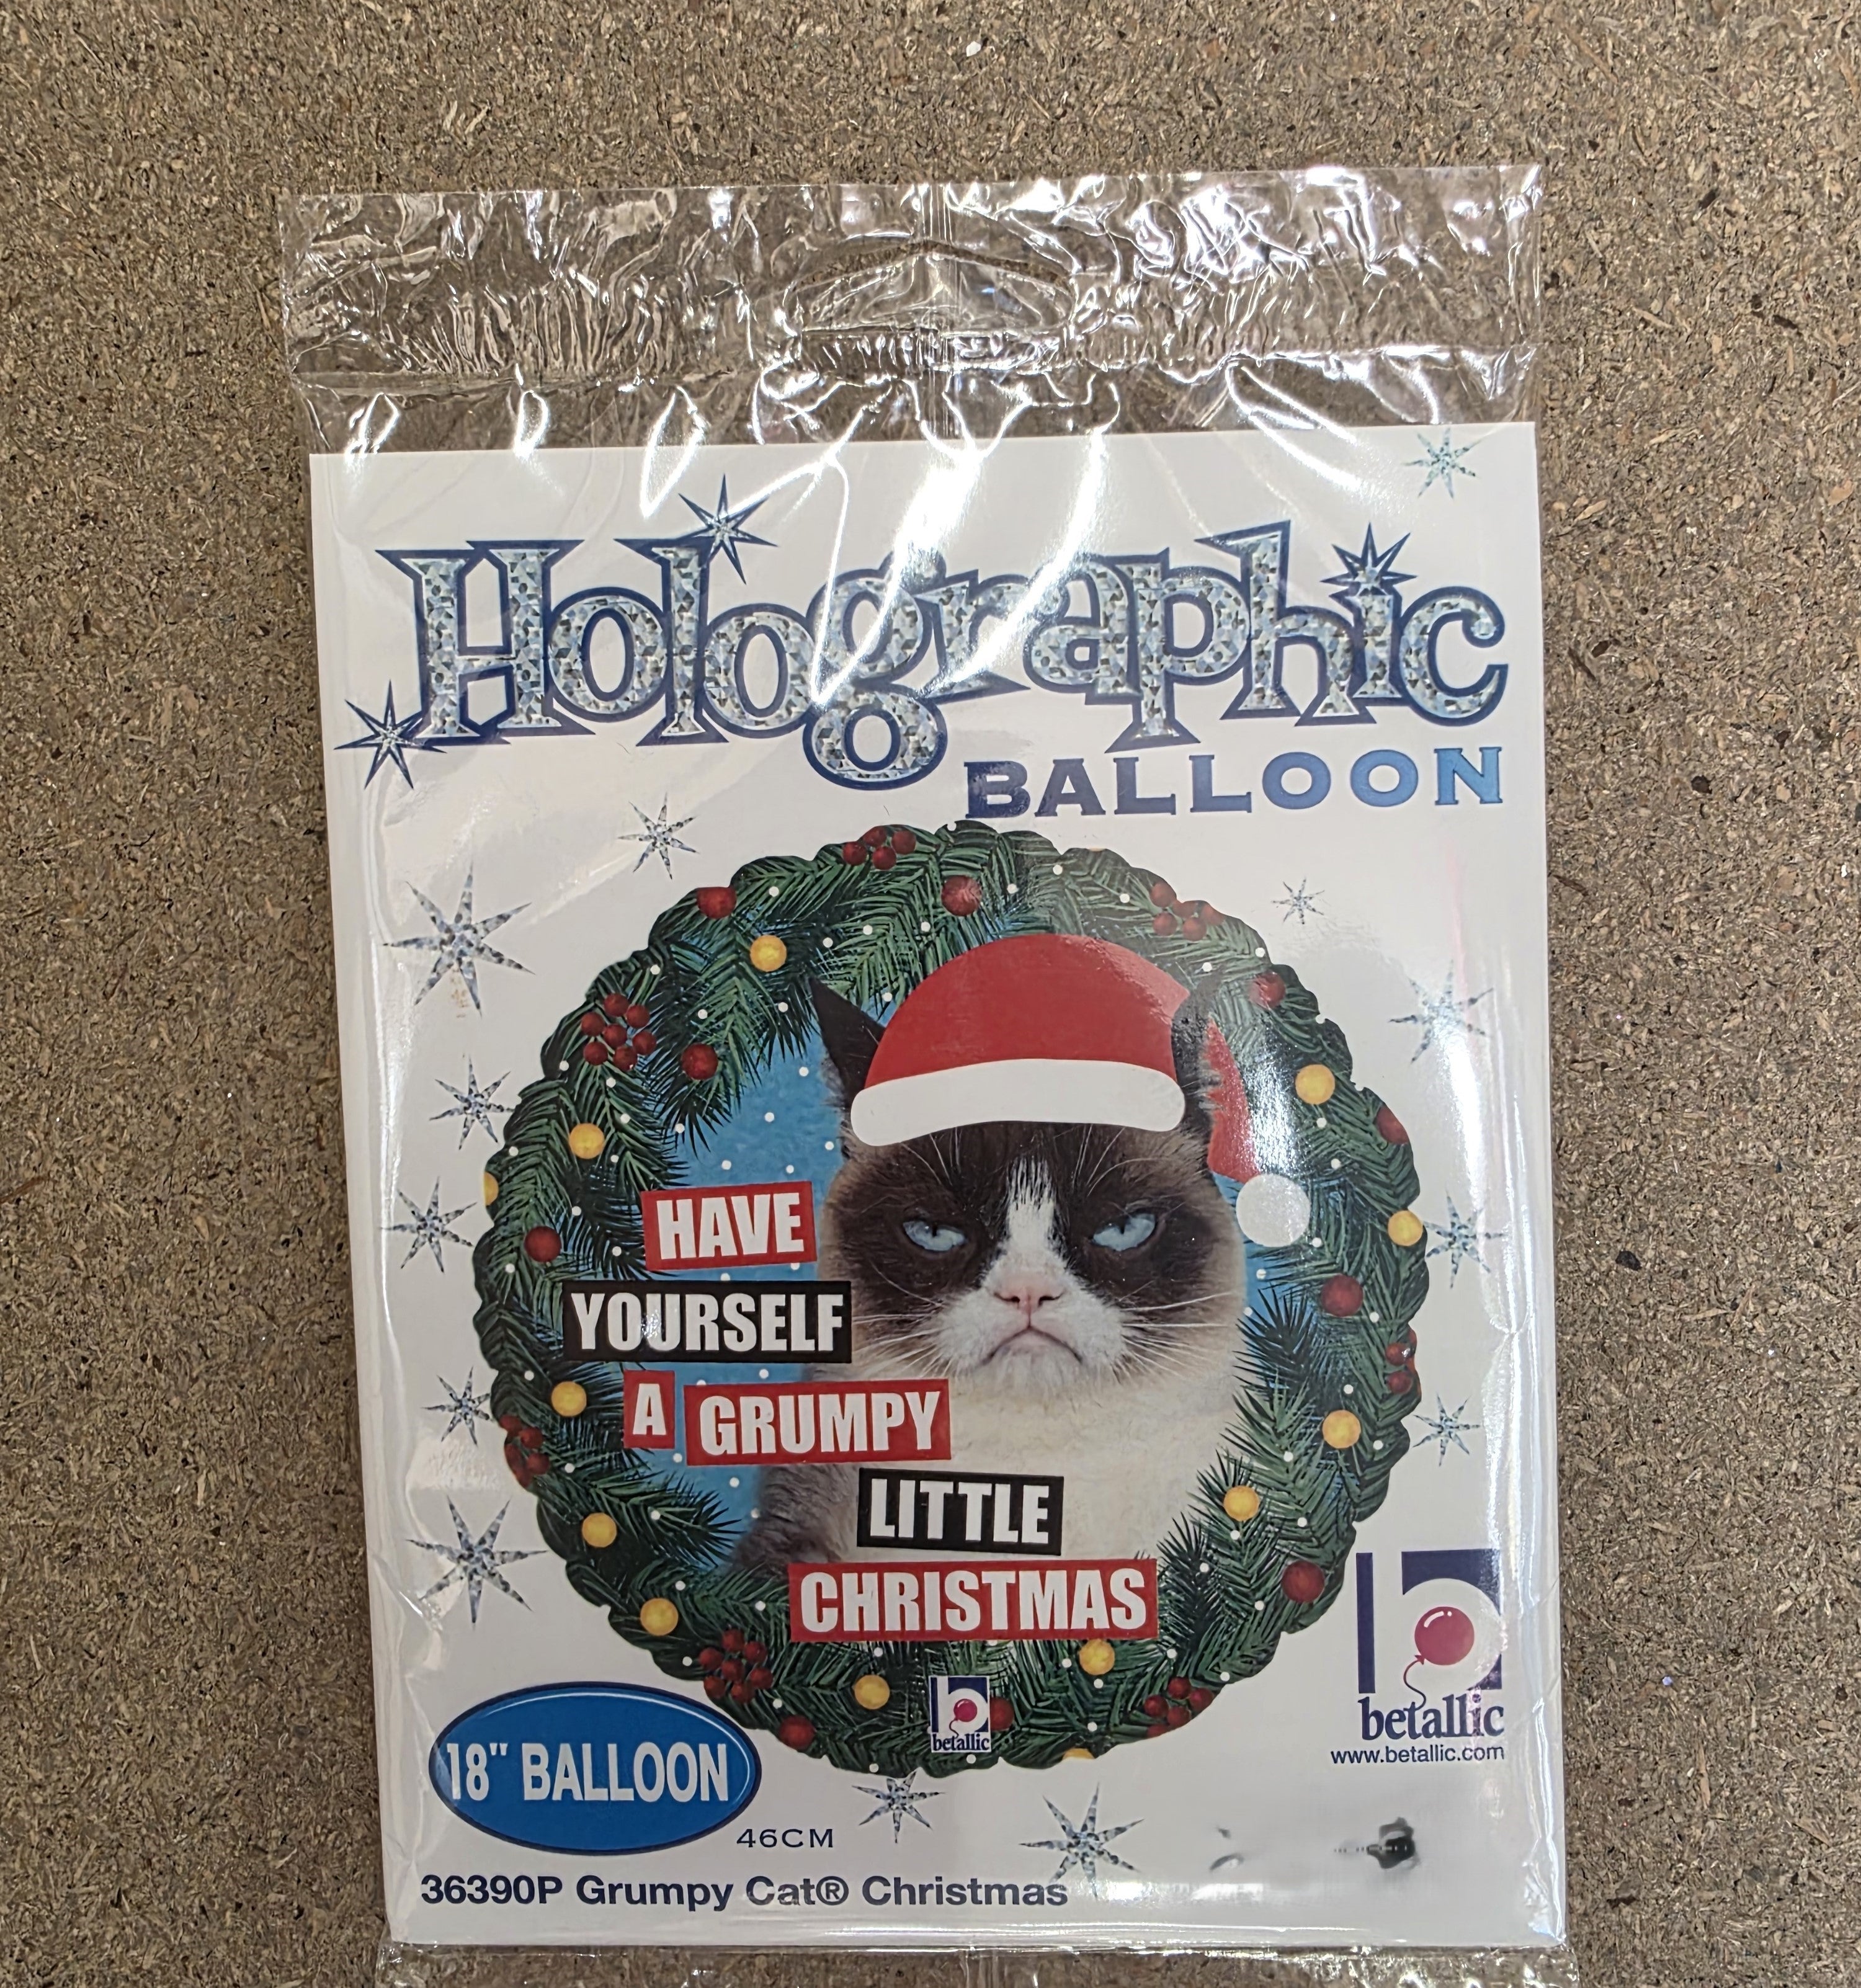 Holographic
BALLOON
HAVE
YOURSELF
A GRUMPY
LITTLE
CHRISTMAS
betallic
betallic
www.betallic.com
18" BALLOON
46CM
36390P Grumpy Cat® Christmas